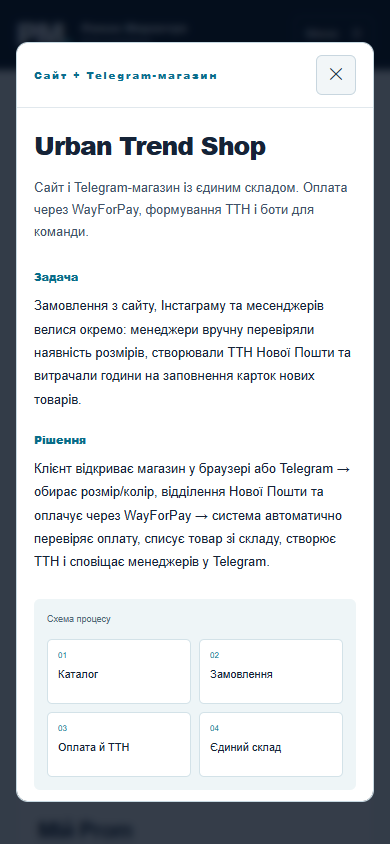 Сайт + Telegram-магазин
Urban Trend Shop
Сайт і Telegram-магазин із єдиним складом. Оплата
через WayForPay, формування ТТН і боти для
команди.
Задача
Замовлення з сайту, Інстаграму та месенджерів
велися окремо: менеджери вручну перевіряли
наявність розмірів, створювали ТТН Нової Пошти та
витрачали години на заповнення карток нових
товарів.
Рішення
Клієнт відкриває магазин у браузері або Telegram →
обирає розмір/колір, відділення Нової Пошти та
оплачує через WayForPay → система автоматично
перевіряє оплату, списує товар зі складу, створює
ТТН і сповіщає менеджерів у Telegram.
Схема процесу
01
Каталог
02
Замовлення
03
Оплата й ТТН
04
Єдиний склад